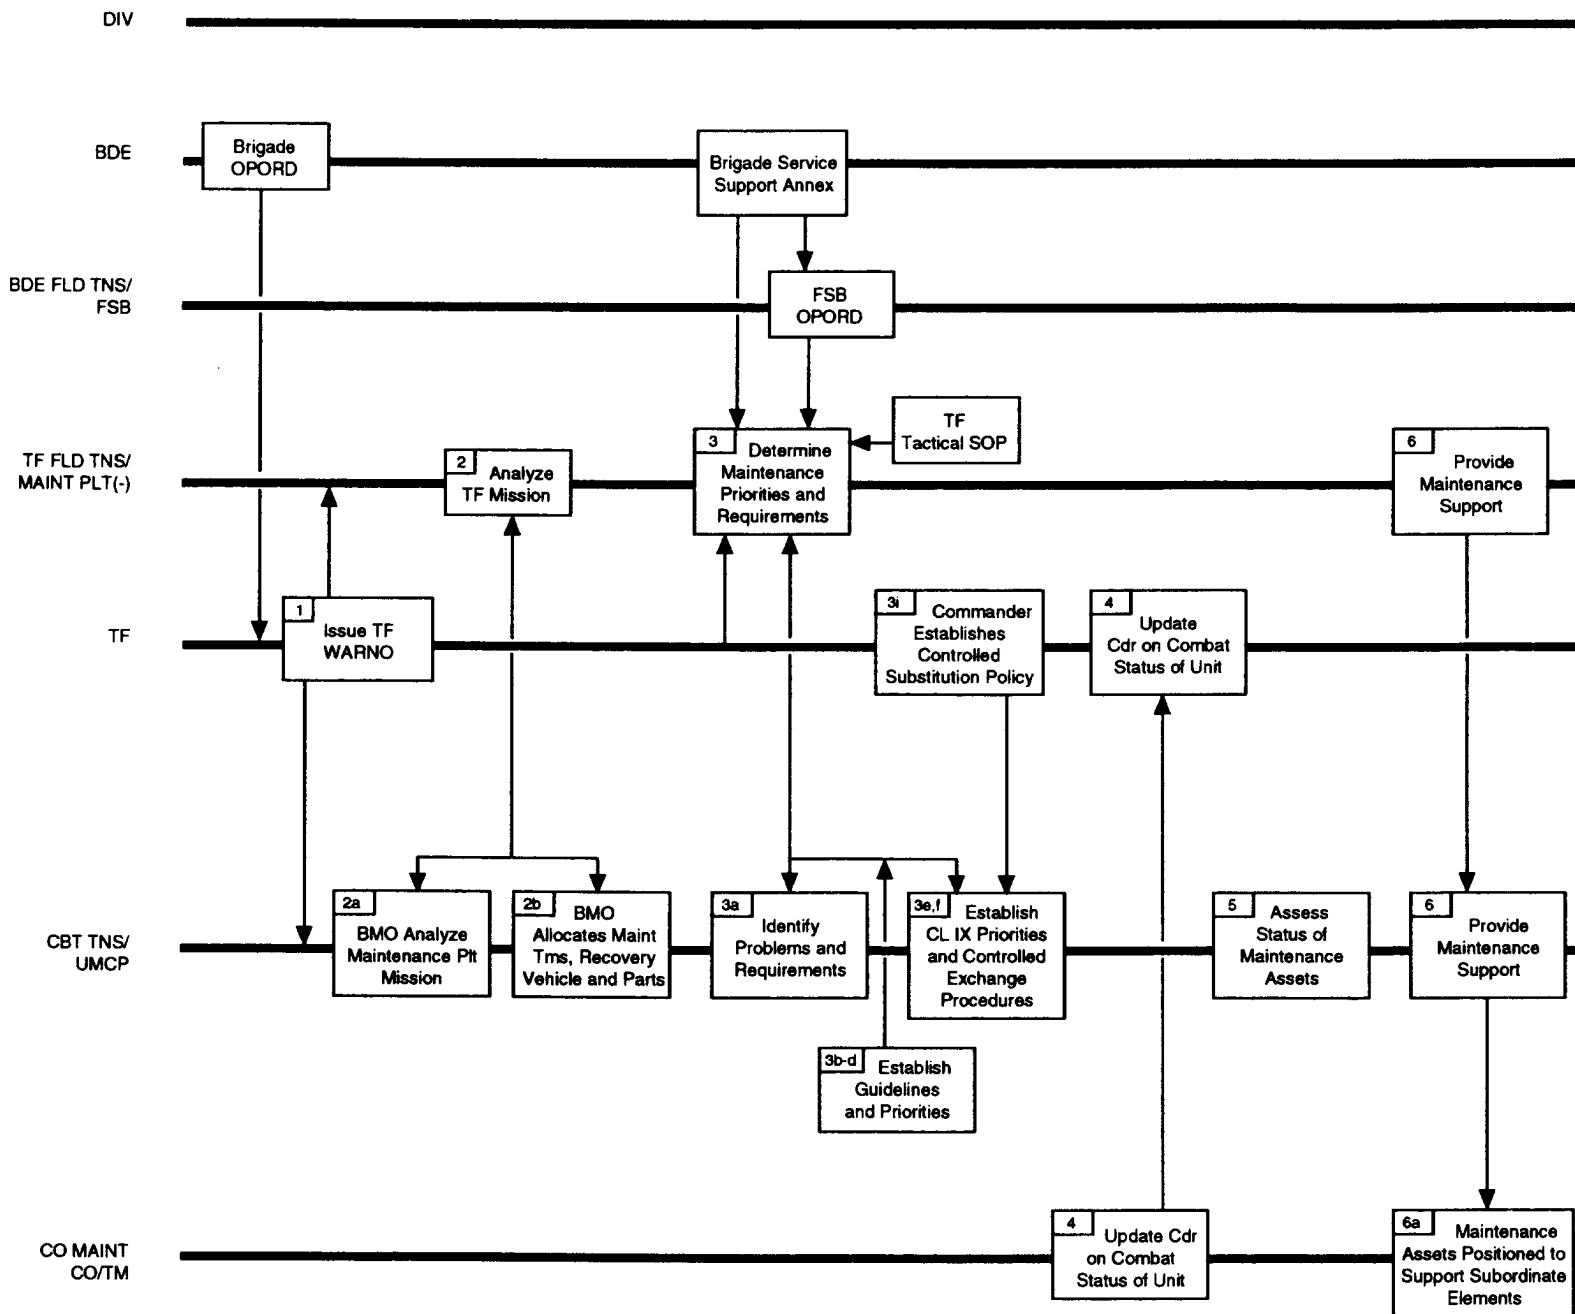 DIV
BDE
Brigade
OPORD
Brigade Service
Support Annex
BDE FLD TNS/
FSB
FSB
OPORD
TF
Tactical SOP
TF FLD TNS/
MAINT PLT(-)
2 Analyze
TF Mission
3 Determine
Maintenance
Priorities and
Requirements
6 Provide
Maintenance
Support
TF
1
Issue TF
WARNO
3i Commander
Establishes
Controlled
Substitution Policy
4 Update
Cdr on Combat
Status of Unit
CBT TNS/
UMCP
2a
BMO Analyze
Maintenance Plt
Mission
2b BMO
Allocates Maint
Tms, Recovery
Vehicle and Parts
3a Identify
Problems and
Requirements
3e,f Establish
CL IX Priorities
and Controlled
Exchange
Procedures
5 Assess
Status of
Maintenance
Assets
6 Provide
Maintenance
Support
3b-d Establish
Guidelines
and Priorities
CO MAINT
CO/TM
4 Update Cdr
on Combat
Status of Unit
6a Maintenance
Assets Positioned to
Support Subordinate
Elements